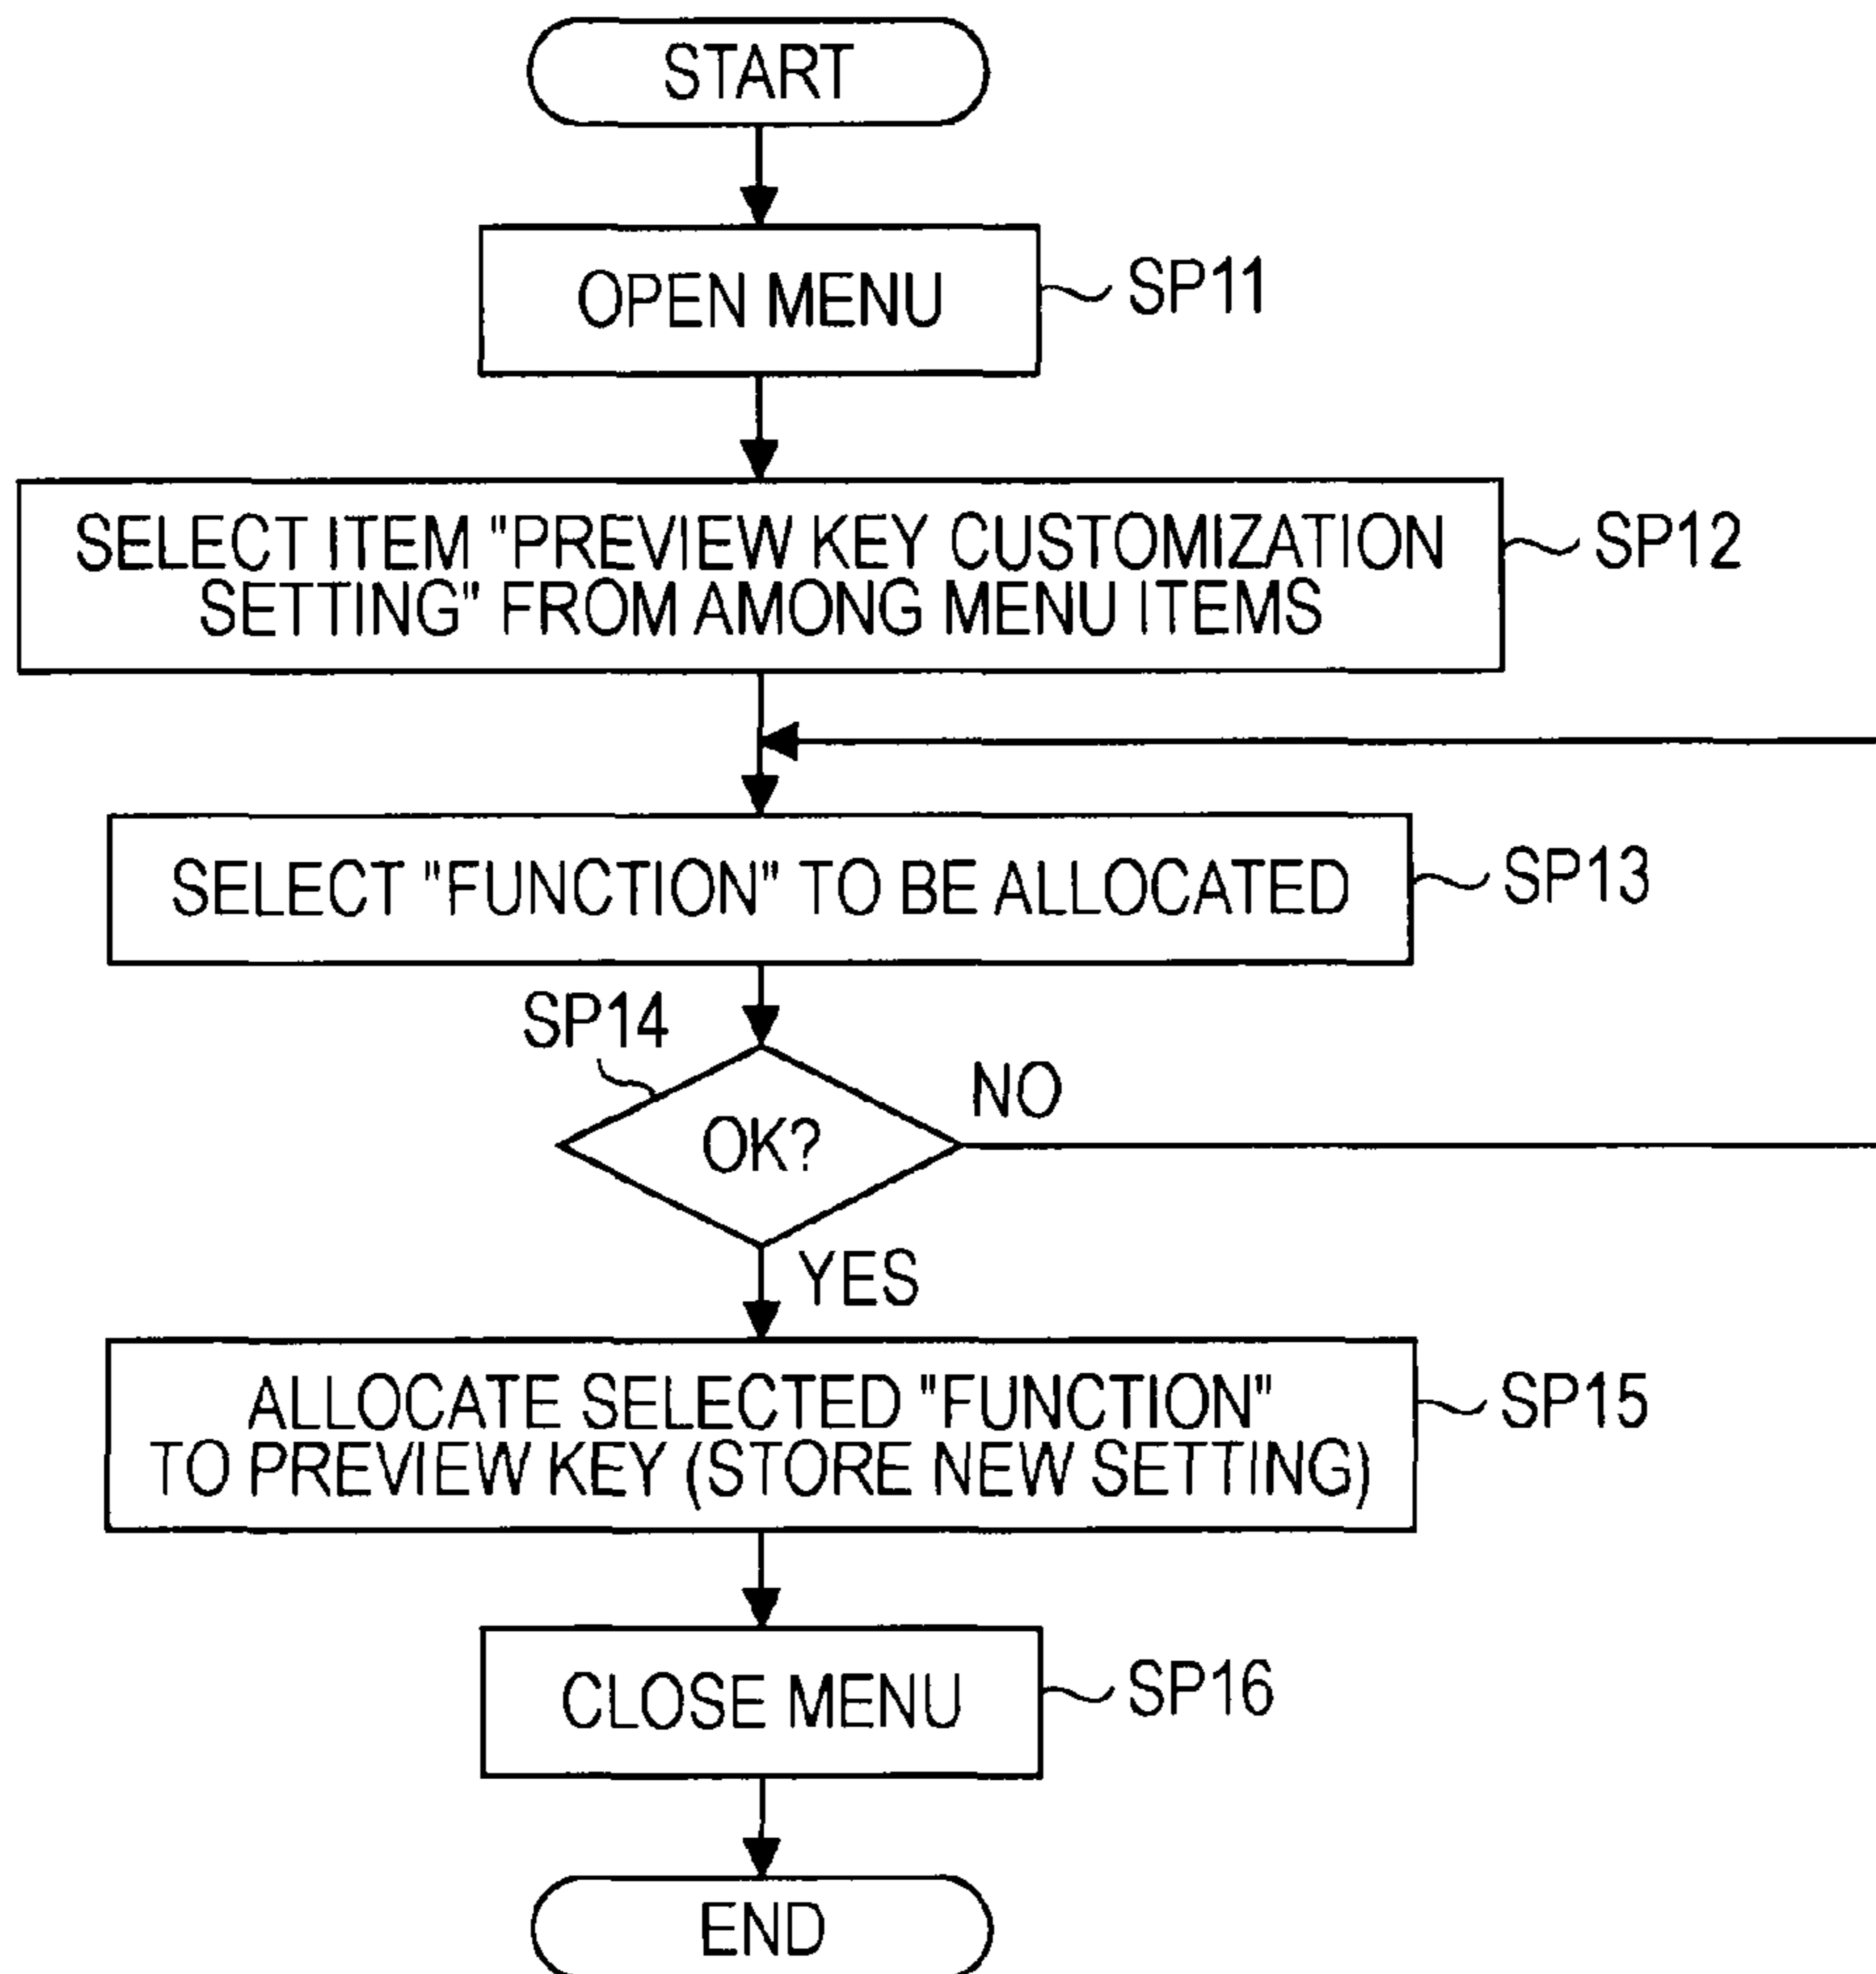 START
OPEN MENU
SP11
SELECT ITEM "PREVIEW KEY CUSTOMIZATION
SETTING" FROM AMONG MENU ITEMS
SP12
SELECT "FUNCTION" TO BE ALLOCATED
SP13
SP14
OK?
NO
YES
ALLOCATE SELECTED "FUNCTION"
TO PREVIEW KEY (STORE NEW SETTING)
SP15
CLOSE MENU
SP16
END